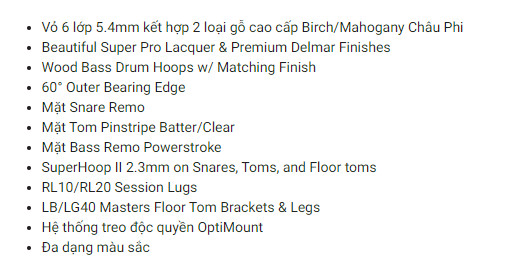 Vỏ 6 lớp 5.4mm kết hợp 2 loại gỗ cao cấp Birch/Mahogany Châu Phi
Beautiful Super Pro Lacquer & Premium Delmar Finishes
Wood Bass Drum Hoops w/ Matching Finish
60° Outer Bearing Edge
Mặt Snare Remo
Mặt Tom Pinstripe Batter/Clear
Mặt Bass Remo Powerstroke
SuperHoop II 2.3mm on Snares, Toms, and Floor toms
RL10/RL20 Session Lugs
LB/LG40 Masters Floor Tom Brackets & Legs
Hệ thống treo độc quyền OptiMount
Đa dạng màu sắc